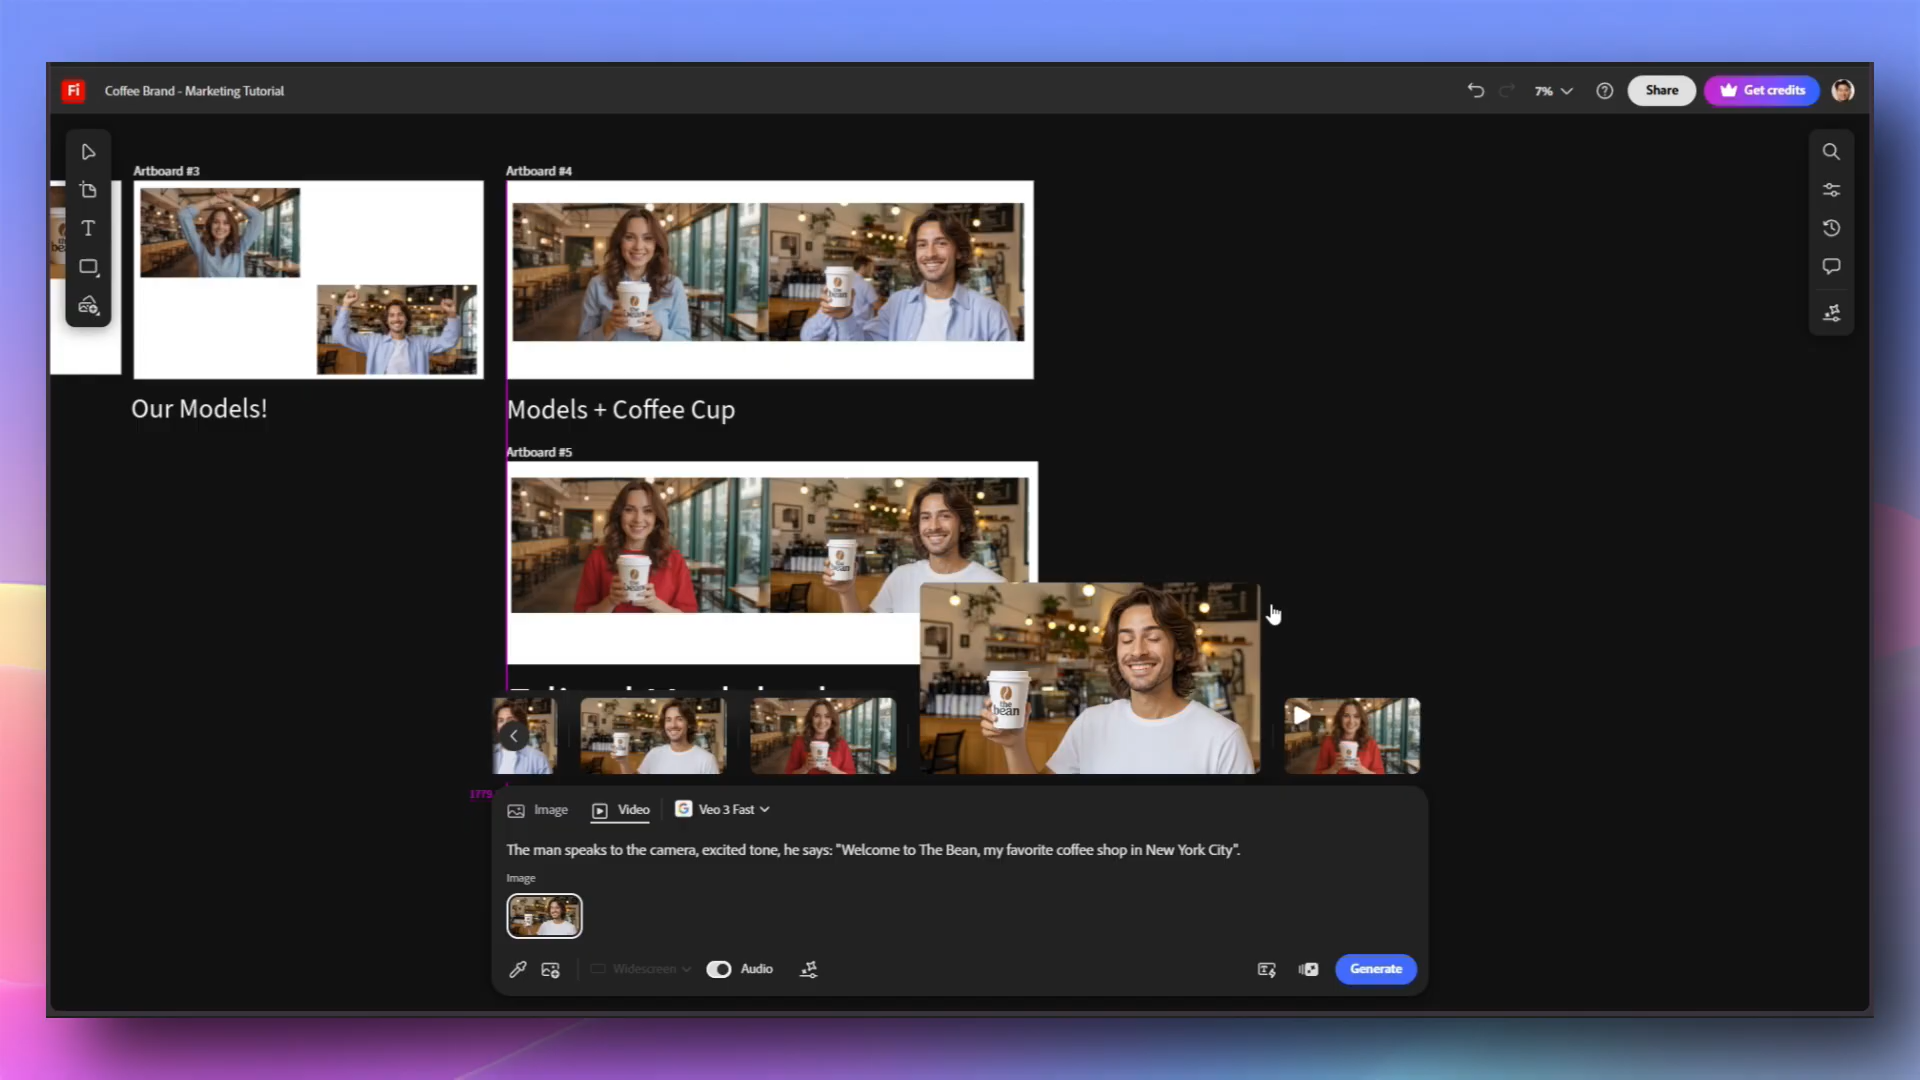 Fi
Coffee Brand - Marketing Tutorial
7%
Share
Get credits
Artboard #3
Artboard #4
T
Our Models!
Models + Coffee Cup
Artboard #5
the bean
Image
Video
G
Veo 3 Fast
The man speaks to the camera, excited tone, he says: "Welcome to The Bean, my favorite coffee shop in New York City".
Image
Widescreen
Audio
Generate